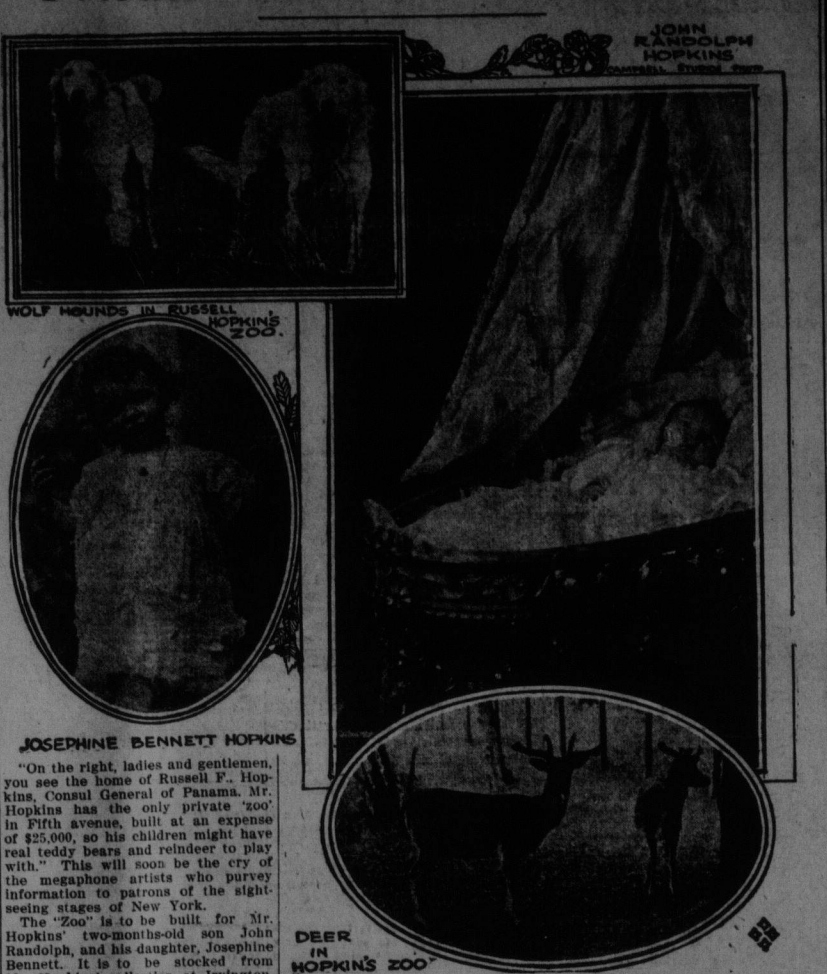 JOHN
RANDOLPH
HOPKINS
CAMPBELL STUDIOS PHOTO
WOLF HOUNDS IN RUSSELL
HOPKIN'S
ZOO.
JOSEPHINE BENNETT HOPKINS
"On the right, ladies and gentlemen,
you see the home of Russell F. Hop-
kins, Consul General of Panama. Mr.
Hopkins has the only private 'zoo'
in Fifth avenue, built at an expense
of $25,000, so his children might have
real teddy bears and reindeer to play
with." This will soon be the cry of
the megaphone artists who purvey
information to patrons of the sight-
seeing stages of New York.
The "Zoo" is to be built for Mr.
Hopkins' two-months-old son John
Randolph, and his daughter, Josephine
Bennett. It is to be stocked from
DEER
IN
HOPKIN'S ZOO